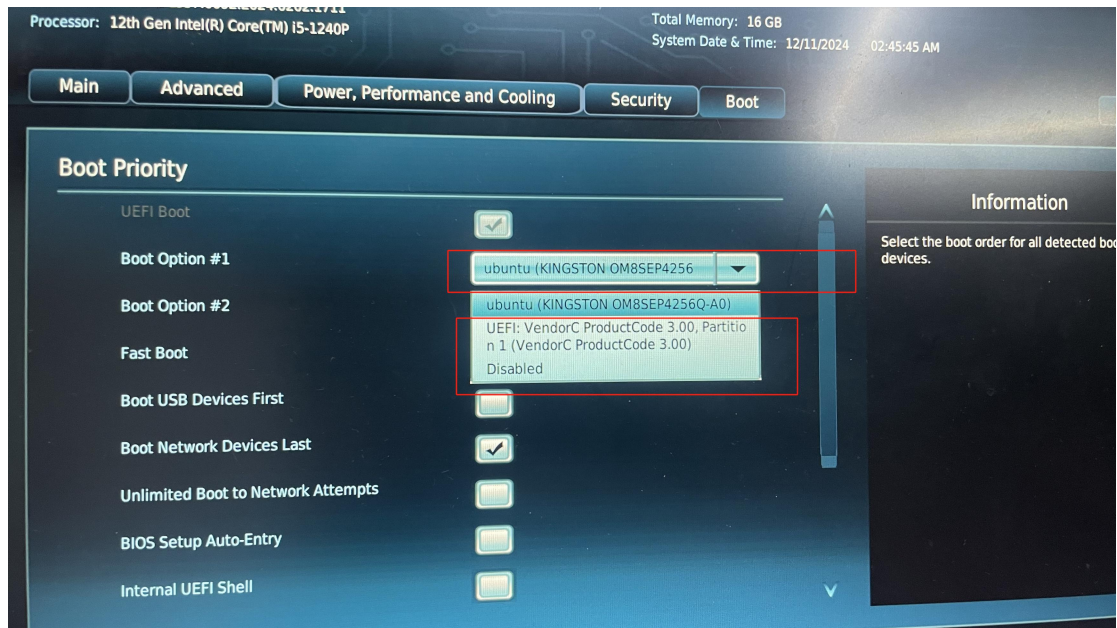 Processor: 12th Gen Intel(R) Core(TM) i5-1240P
Total Memory: 16 GB
System Date & Time: 12/11/2024 02:45:45 AM
Main Advanced Power, Performance and Cooling Security Boot
Boot Priority
UEFI Boot
Boot Option #1
ubuntu (KINGSTON OM8SEP4256
Boot Option #2
ubuntu (KINGSTON OM8SEP4256Q-A0)
UEFI: VendorC ProductCode 3.00, Partitio
n 1 (VendorC ProductCode 3.00)
Disabled
Fast Boot
Boot USB Devices First
Boot Network Devices Last
Unlimited Boot to Network Attempts
BIOS Setup Auto-Entry
Internal UEFI Shell
Information
Select the boot order for all detected boo
devices.